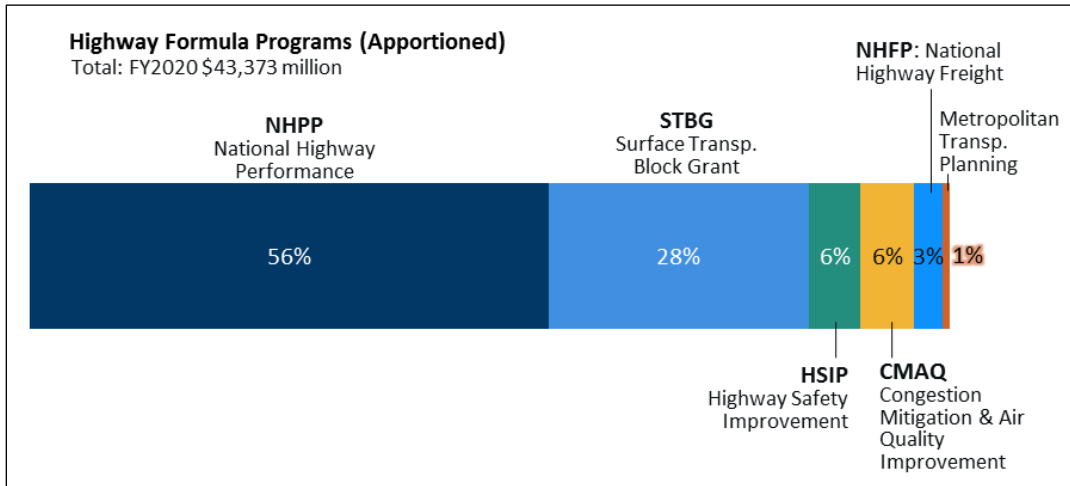 Highway Formula Programs (Apportioned)
Total: FY2020 $43,373 million
NHPP
National Highway
Performance
STBG
Surface Transp.
Block Grant
NHFP: National
Highway Freight
Metropolitan
Transp.
Planning
56%
28%
6%
6%
3%
1%
HSIP
Highway Safety
Improvement
CMAQ
Congestion
Mitigation & Air
Quality
Improvement